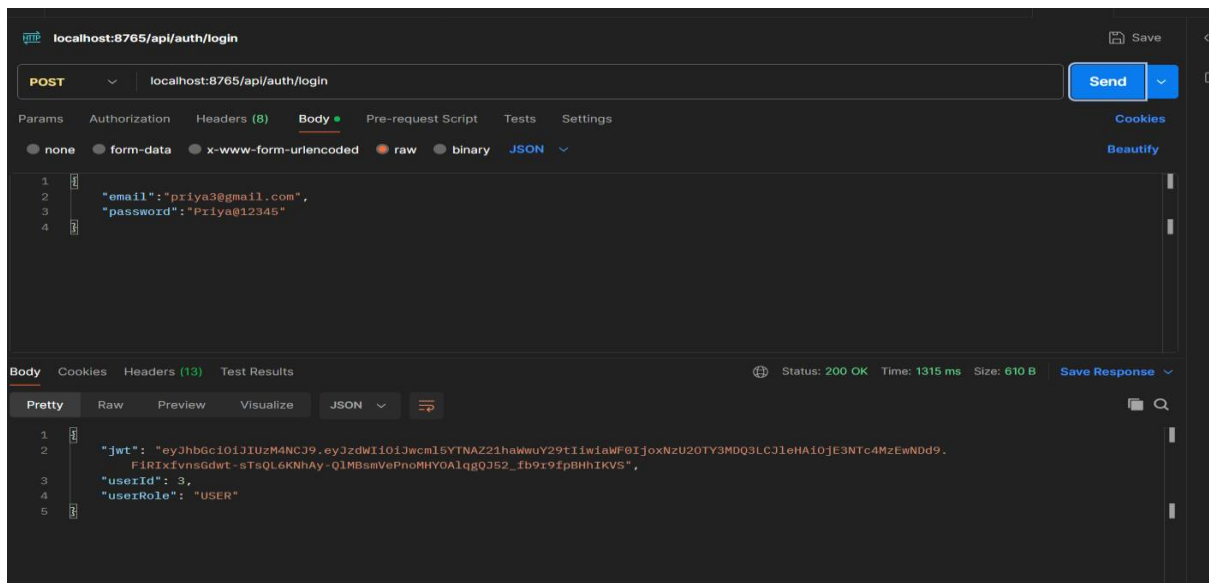 HTTP localhost:8765/api/auth/login Save
POST localhost:8765/api/auth/login Send
Params Authorization Headers (8) Body Pre-request Script Tests Settings Cookies
none form-data x-www-form-urlencoded raw binary JSON Beautify
1 {
2 "email":"priya3@gmail.com",
3 "password":"Priya@12345"
4 }
Body Cookies Headers (13) Test Results Status: 200 OK Time: 1315 ms Size: 610 B Save Response
Pretty Raw Preview Visualize JSON
1 {
2 "jwt": "eyJhbGciOiJIUzM4NCJ9.eyJzdWIiOiJwcml5YTNAZ21haWwuY29tIiwiaWF0IjoxNzU2OTY3MDQ3LCJleHAiOjE3NTc4MzEwNDd9.
FiRIxfvnsGdwt-sTsQL6KNhAy-QlMBsmVePnoMHYOAlqgQJ52_fb9r9fpBHhIKVS",
3 "userId": 3,
4 "userRole": "USER"
5 }